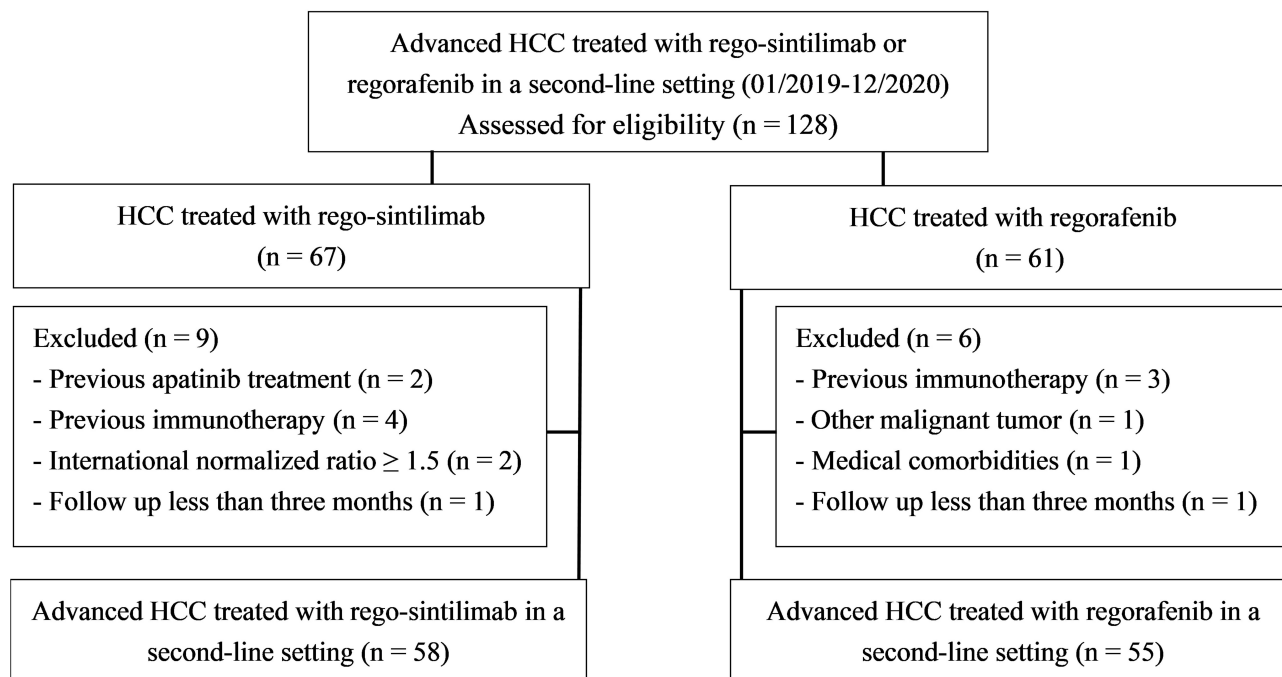 Advanced HCC treated with rego-sintilimab or
regorafenib in a second-line setting (01/2019-12/2020)
Assessed for eligibility (n = 128)
HCC treated with rego-sintilimab
(n = 67)
HCC treated with regorafenib
(n = 61)
Excluded (n = 9)
- Previous apatinib treatment (n = 2)
- Previous immunotherapy (n = 4)
- International normalized ratio ≥ 1.5 (n = 2)
- Follow up less than three months (n = 1)
Excluded (n = 6)
- Previous immunotherapy (n = 3)
- Other malignant tumor (n = 1)
- Medical comorbidities (n = 1)
- Follow up less than three months (n = 1)
Advanced HCC treated with rego-sintilimab in a
second-line setting (n = 58)
Advanced HCC treated with regorafenib in a
second-line setting (n = 55)